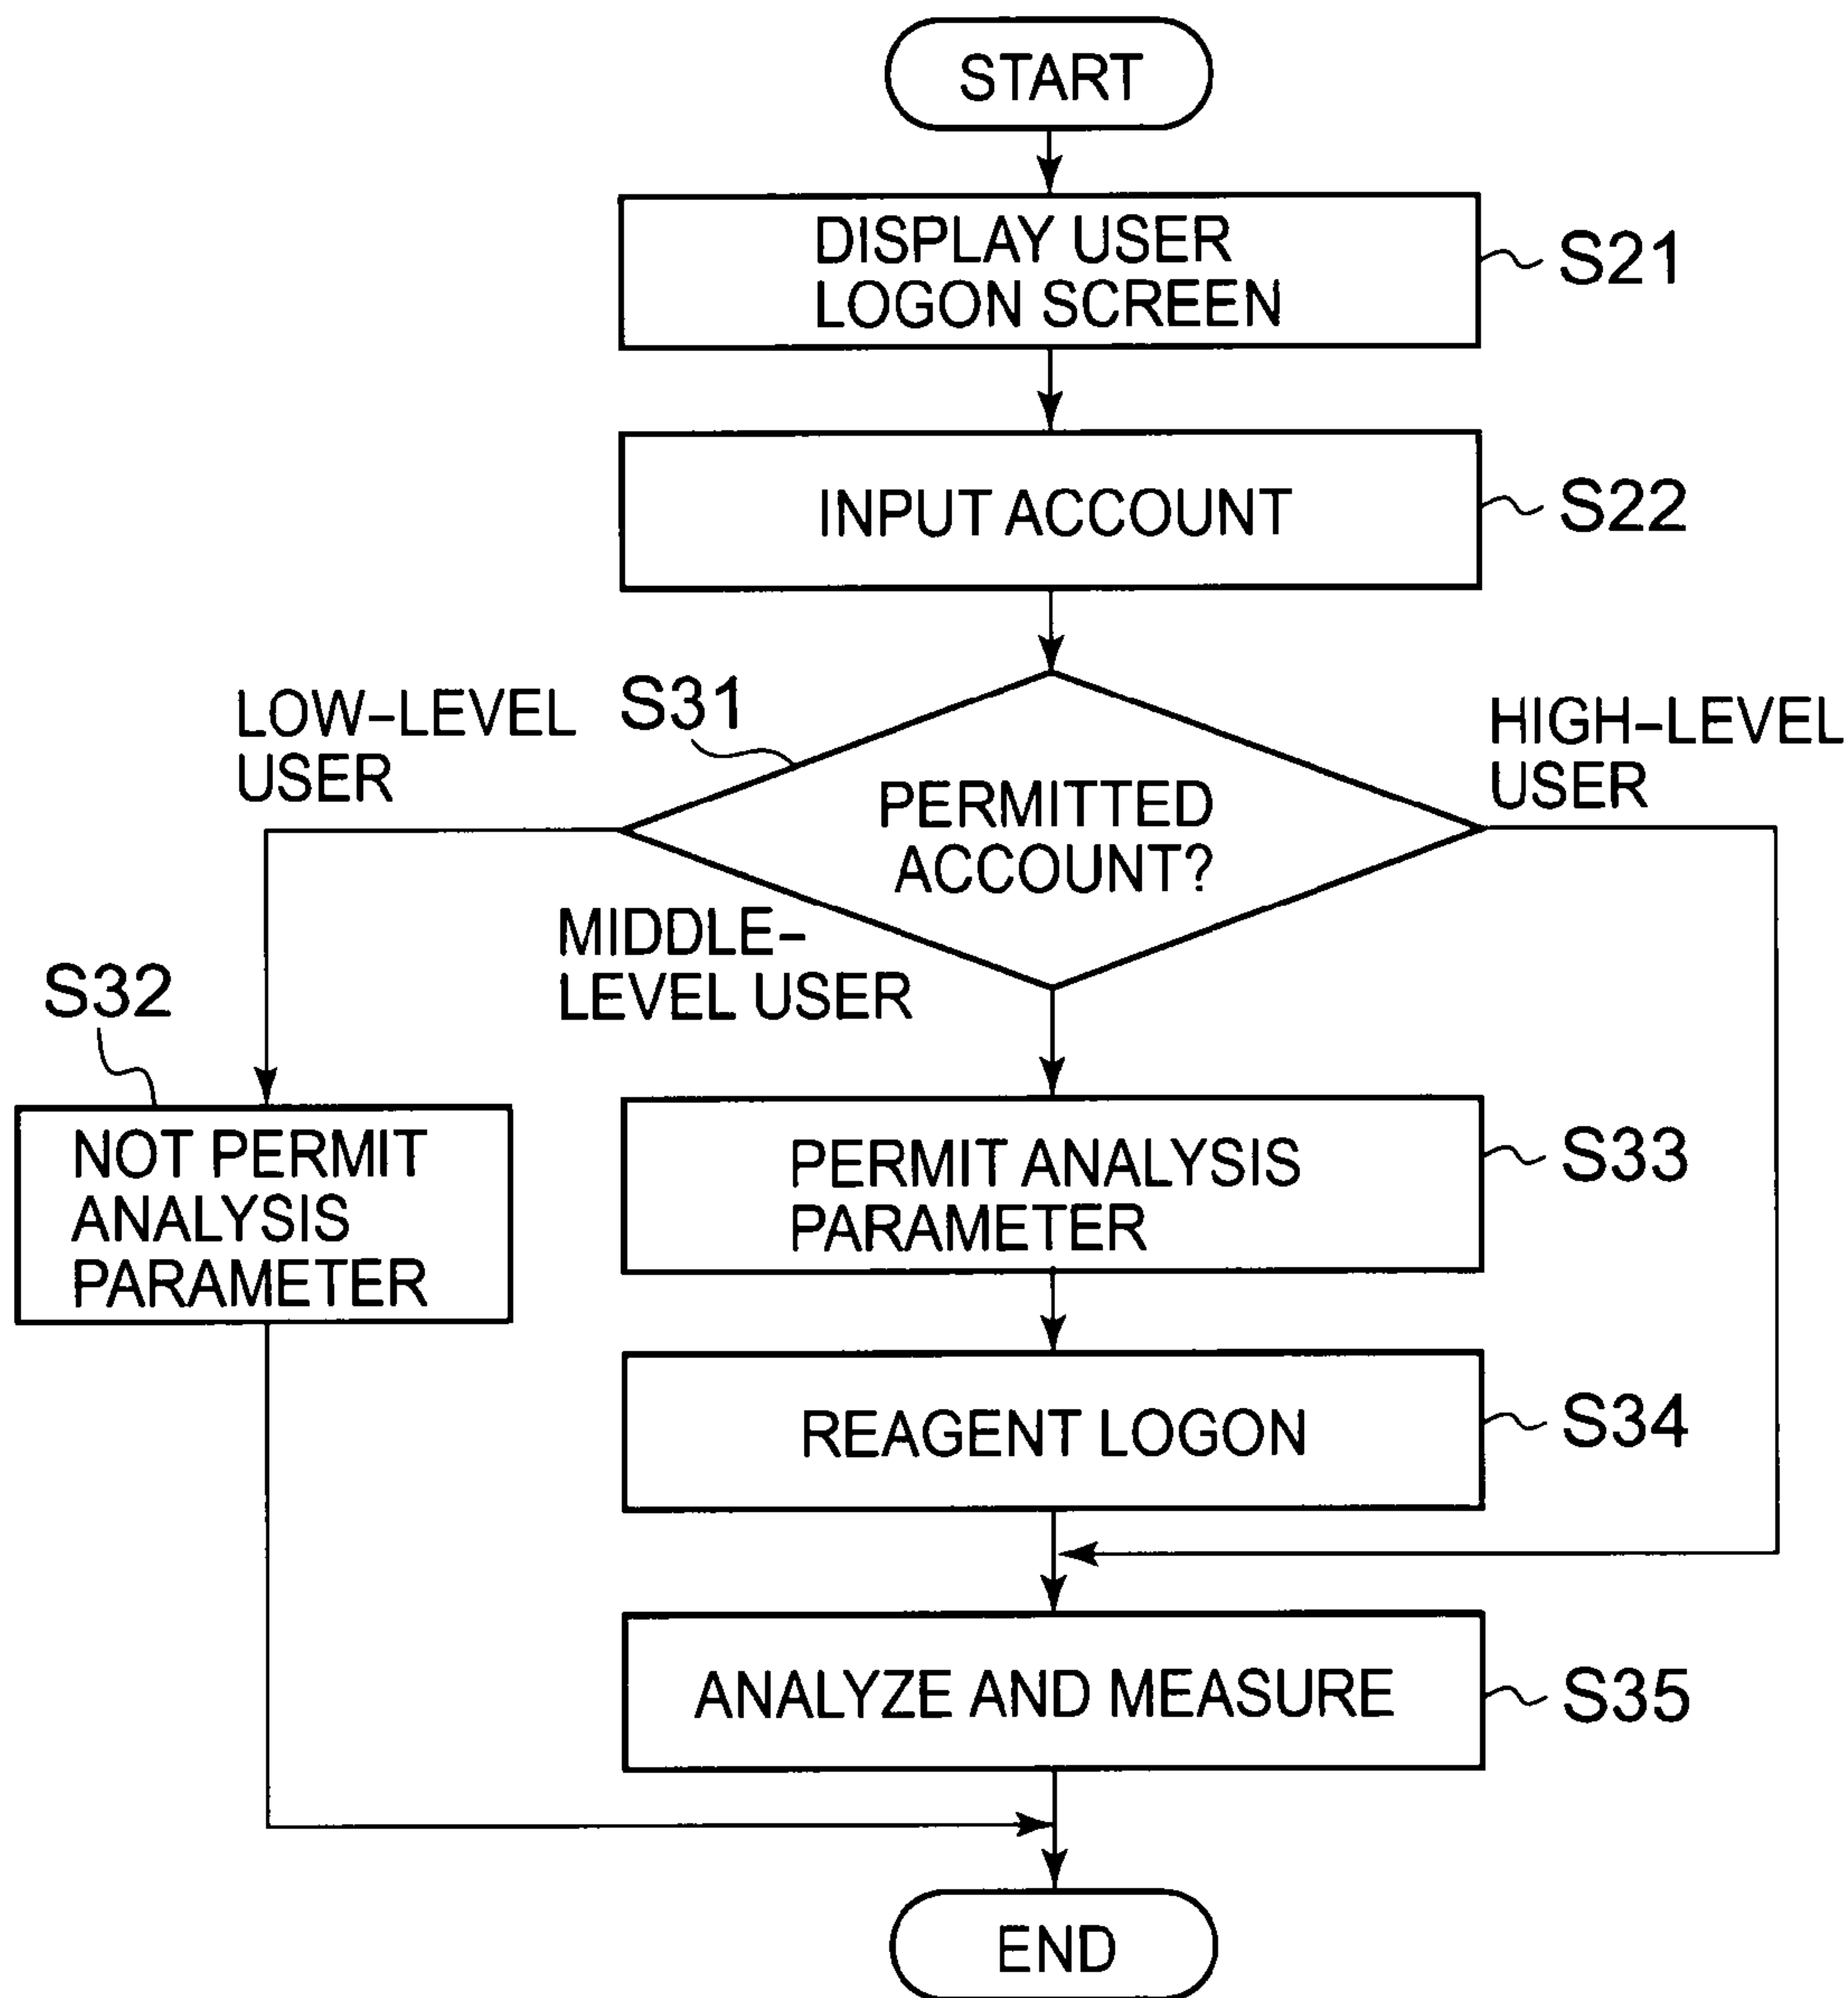 START
DISPLAY USER
LOGON SCREEN
S21
INPUT ACCOUNT
S22
LOW-LEVEL
USER
S31
HIGH-LEVEL
USER
PERMITTED
ACCOUNT?
MIDDLE-
LEVEL USER
S32
NOT PERMIT
ANALYSIS
PARAMETER
PERMIT ANALYSIS
PARAMETER
S33
REAGENT LOGON
S34
ANALYZE AND MEASURE
S35
END